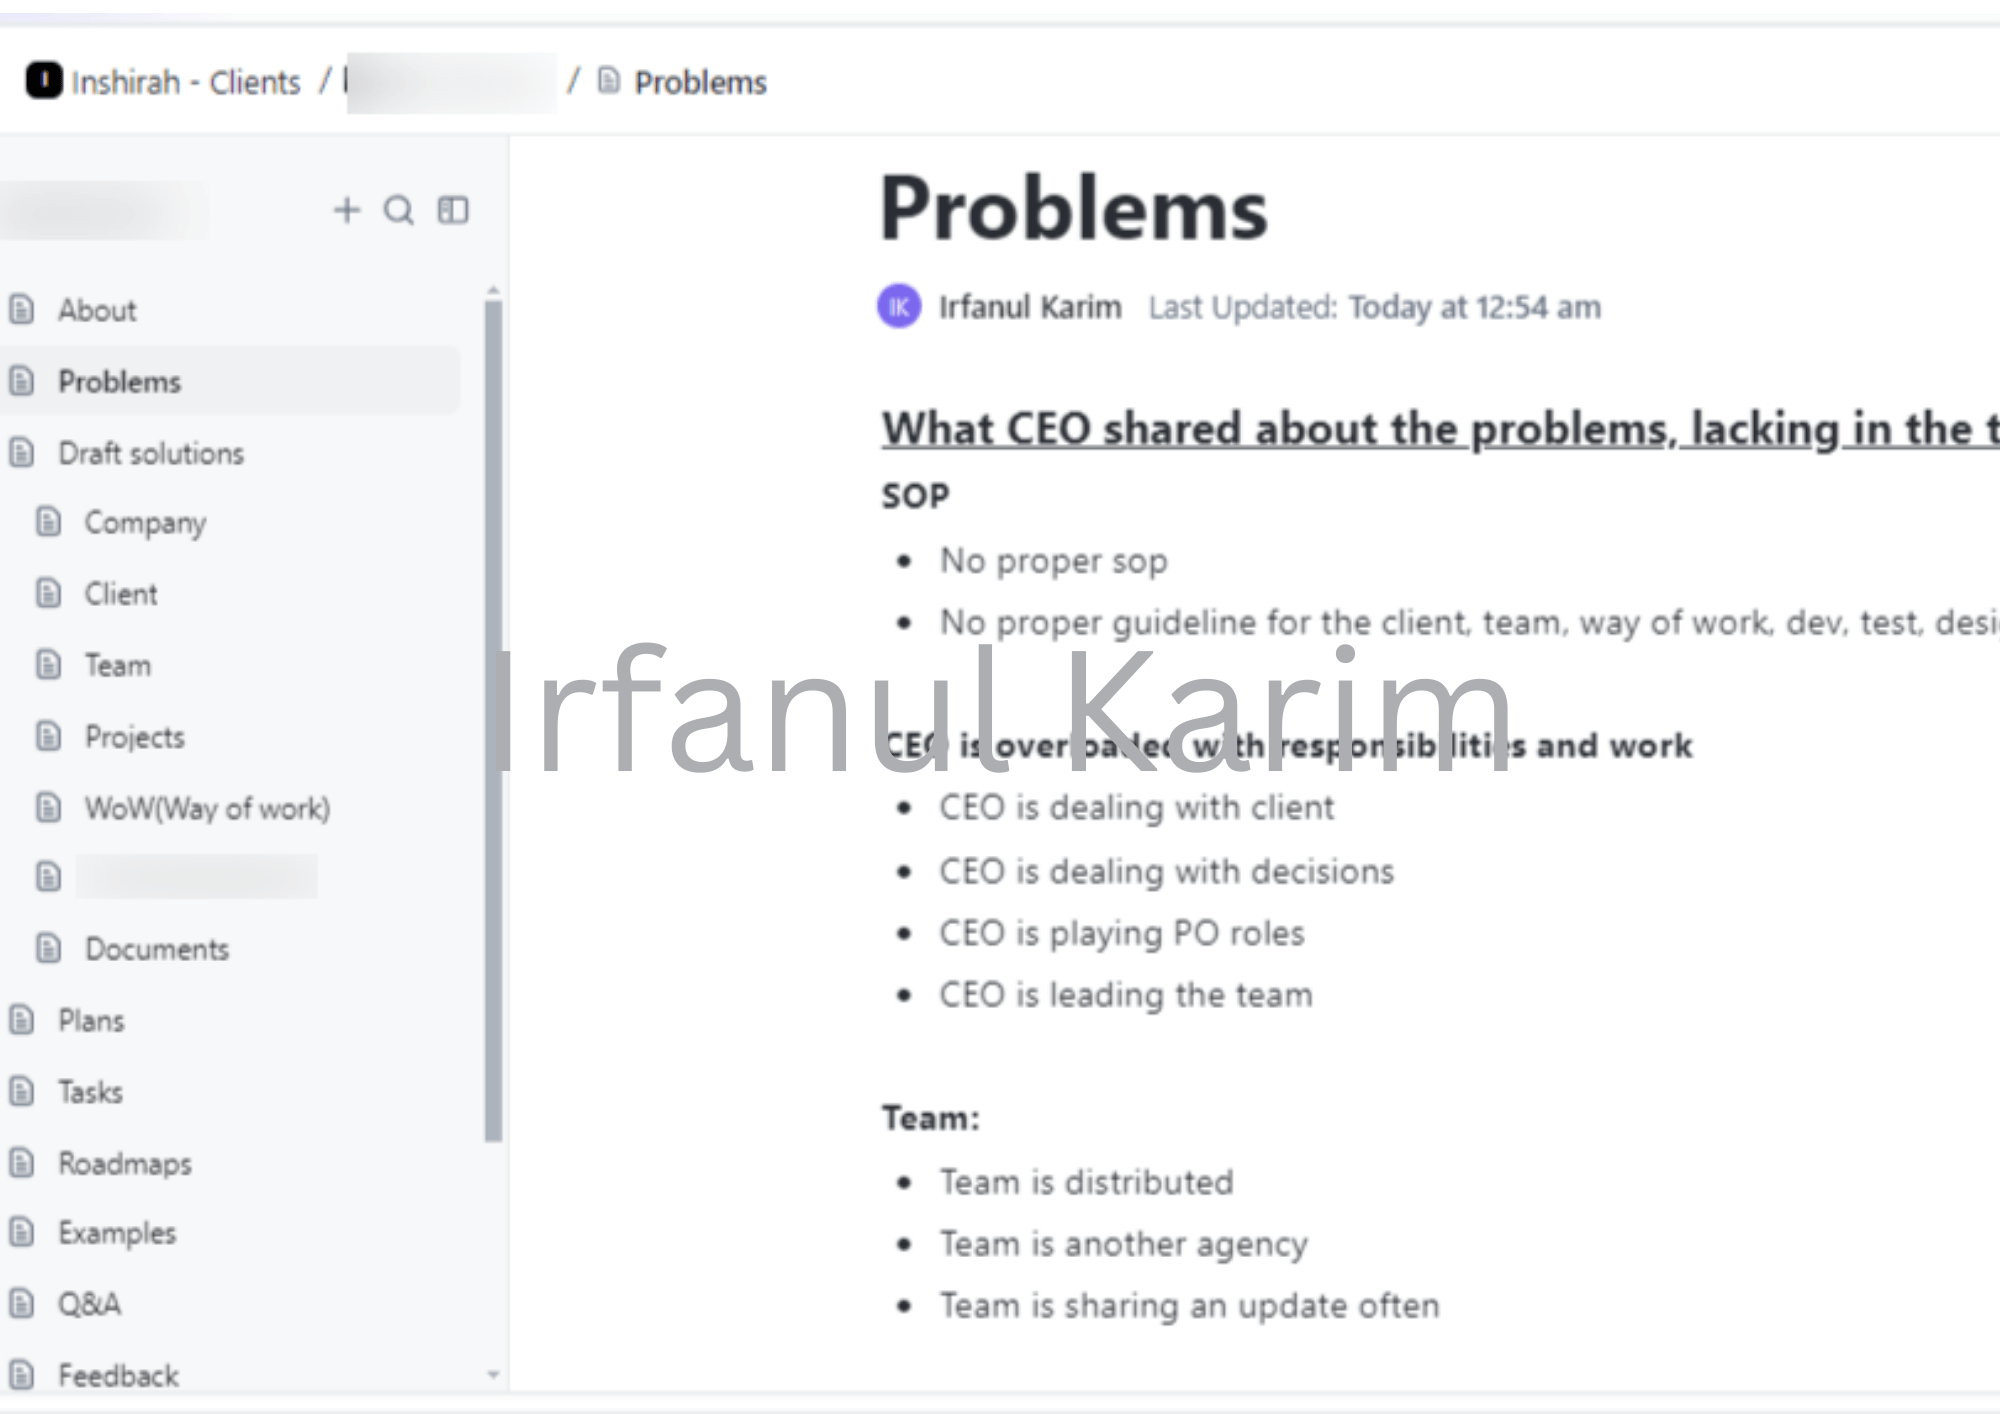 Inshirah - Clients / / Problems
About
Problems
Draft solutions
Company
Client
Team
Projects
WoW(Way of work)
Documents
Plans
Tasks
Roadmaps
Examples
Q&A
Feedback
Problems
IK Irfanul Karim Last Updated: Today at 12:54 am
What CEO shared about the problems, lacking in the
SOP
• No proper sop
• No proper guideline for the client, team, way of work, dev, test,
Irfanul Karim
CEO is overloaded with responsibilities and work
• CEO is dealing with client
• CEO is dealing with decisions
• CEO is playing PO roles
• CEO is leading the team
Team:
• Team is distributed
• Team is another agency
• Team is sharing an update often